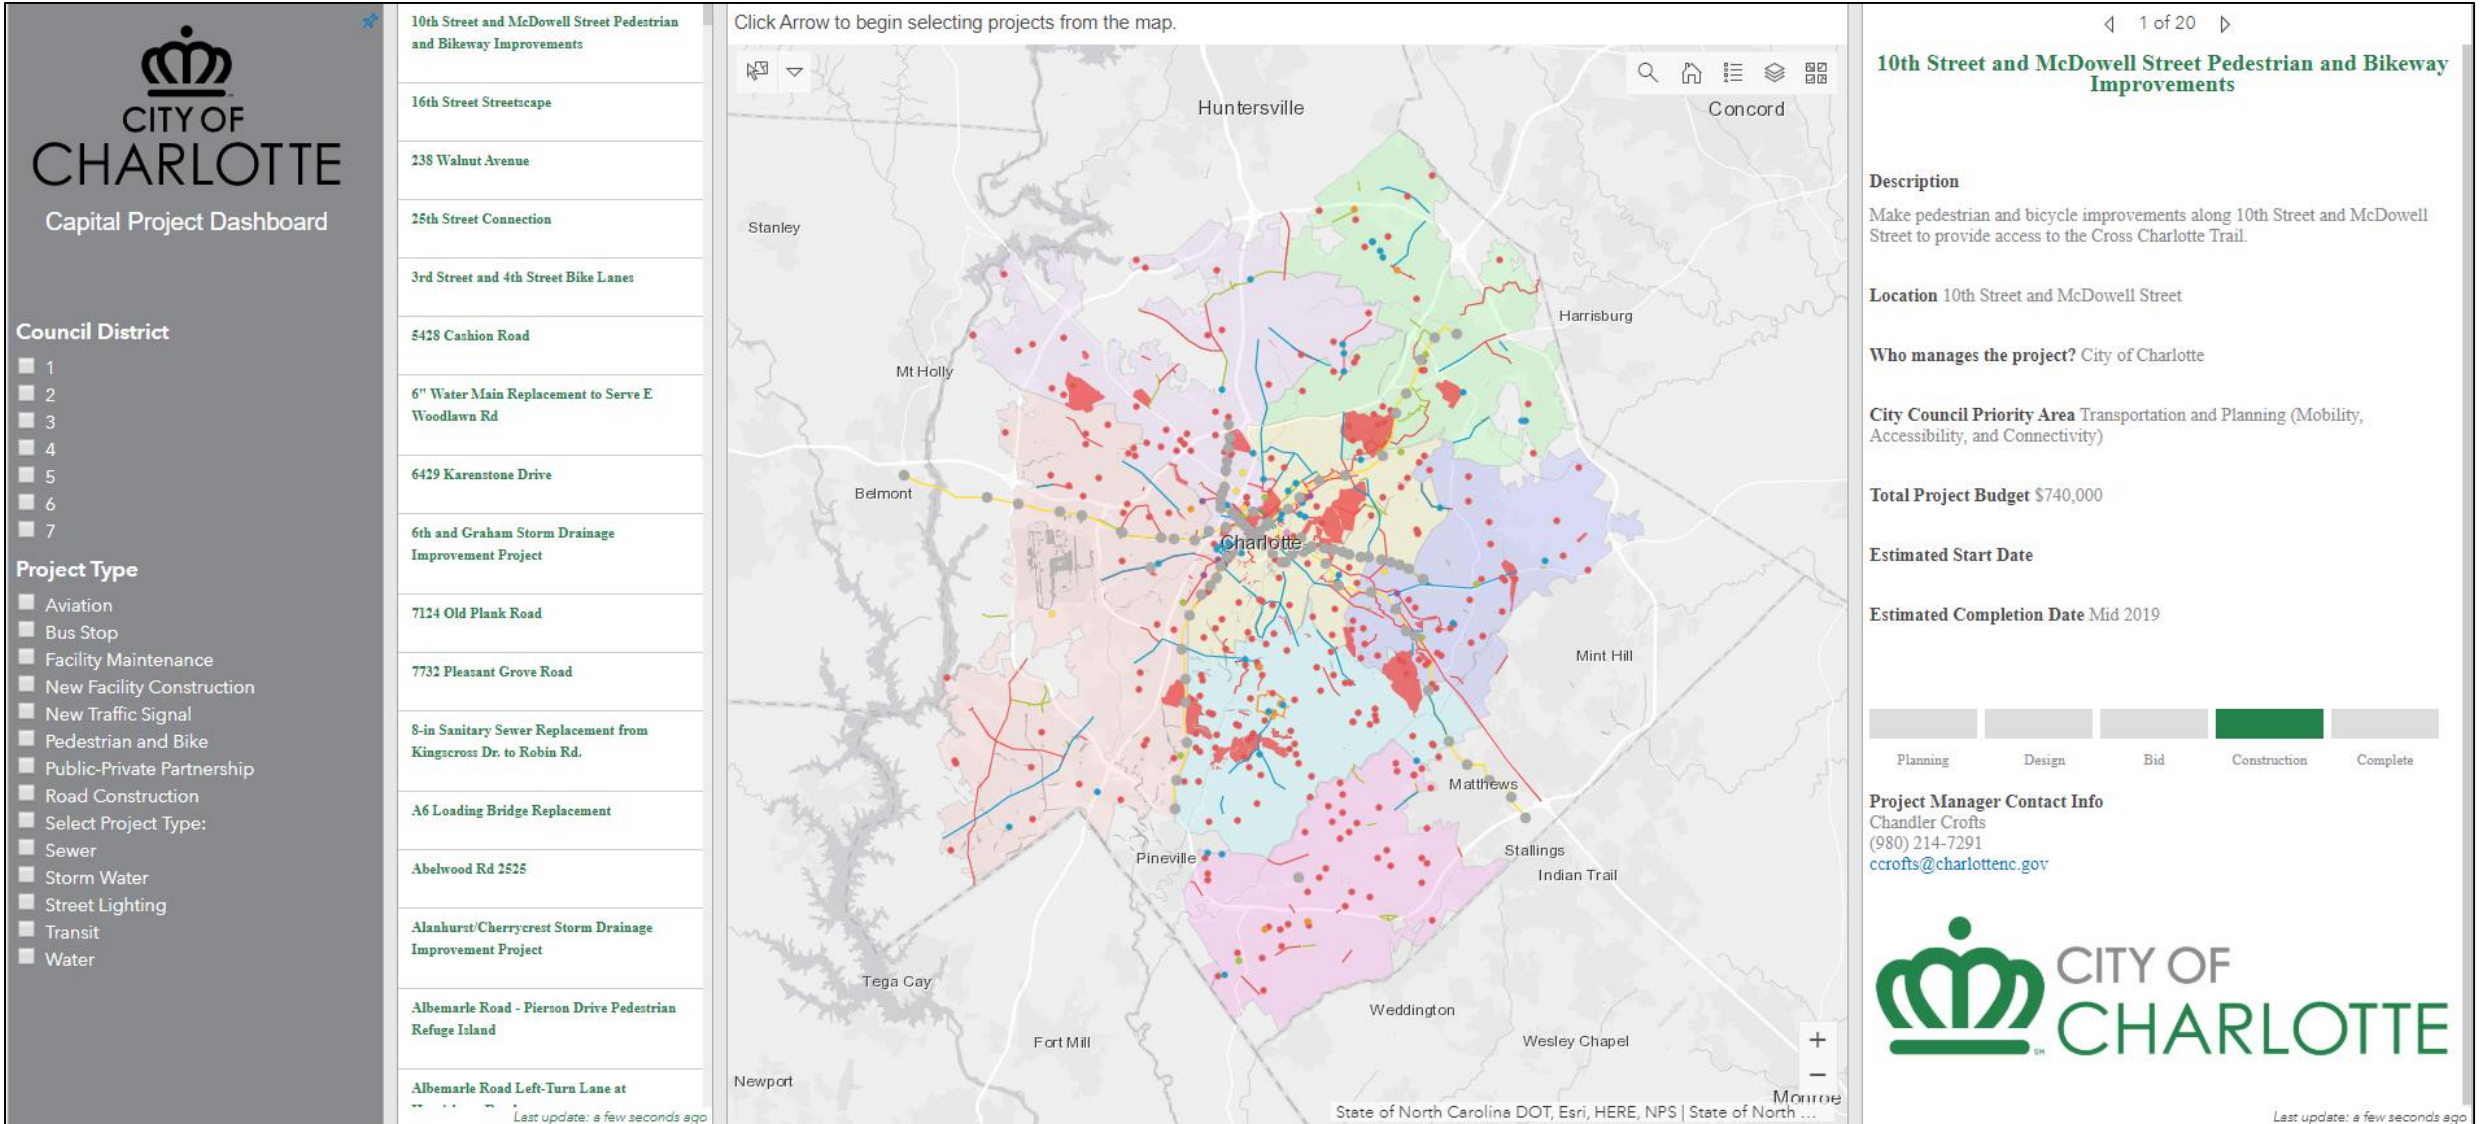 CITY OF
CHARLOTTE
Capital Project Dashboard
Council District
1
2
3
4
5
6
7
Project Type
Aviation
Bus Stop
Facility Maintenance
New Facility Construction
New Traffic Signal
Pedestrian and Bike
Public-Private Partnership
Road Construction
Select Project Type:
Sewer
Storm Water
Street Lighting
Transit
Water
10th Street and McDowell Street Pedestrian
and Bikeway Improvements
16th Street Streetscape
238 Walnut Avenue
25th Street Connection
3rd Street and 4th Street Bike Lanes
5428 Cashion Road
6" Water Main Replacement to Serve E
Woodlawn Rd
6429 Karenstone Drive
6th and Graham Storm Drainage
Improvement Project
7124 Old Plank Road
7732 Pleasant Grove Road
8-in Sanitary Sewer Replacement from
Kingscross Dr. to Robin Rd.
A6 Loading Bridge Replacement
Abelwood Rd 2525
Alanhurst/Cherrycrest Storm Drainage
Improvement Project
Albemarle Road - Pierson Drive Pedestrian
Refuge Island
Albemarle Road Left-Turn Lane at
Last update: a few seconds ago
Click Arrow to begin selecting projects from the map.
Huntersville
Concord
Stanley
Harrisburg
Mt Holly
Belmont
Charlotte
Mint Hill
Matthews
Pineville
Stallings
Indian Trail
Tega Cay
Weddington
Fort Mill
Wesley Chapel
Newport
Monroe
State of North Carolina DOT, Esri, HERE, NPS | State of North ...
1 of 20
10th Street and McDowell Street Pedestrian and Bikeway
Improvements
Description
Make pedestrian and bicycle improvements along 10th Street and McDowell
Street to provide access to the Cross Charlotte Trail.
Location 10th Street and McDowell Street
Who manages the project? City of Charlotte
City Council Priority Area Transportation and Planning (Mobility,
Accessibility, and Connectivity)
Total Project Budget $740,000
Estimated Start Date
Estimated Completion Date Mid 2019
Planning
Design
Bid
Construction
Complete
Project Manager Contact Info
Chandler Crofts
(980) 214-7291
ccrofts@charlottenc.gov
CITY OF
CHARLOTTE
SM
Last update: a few seconds ago